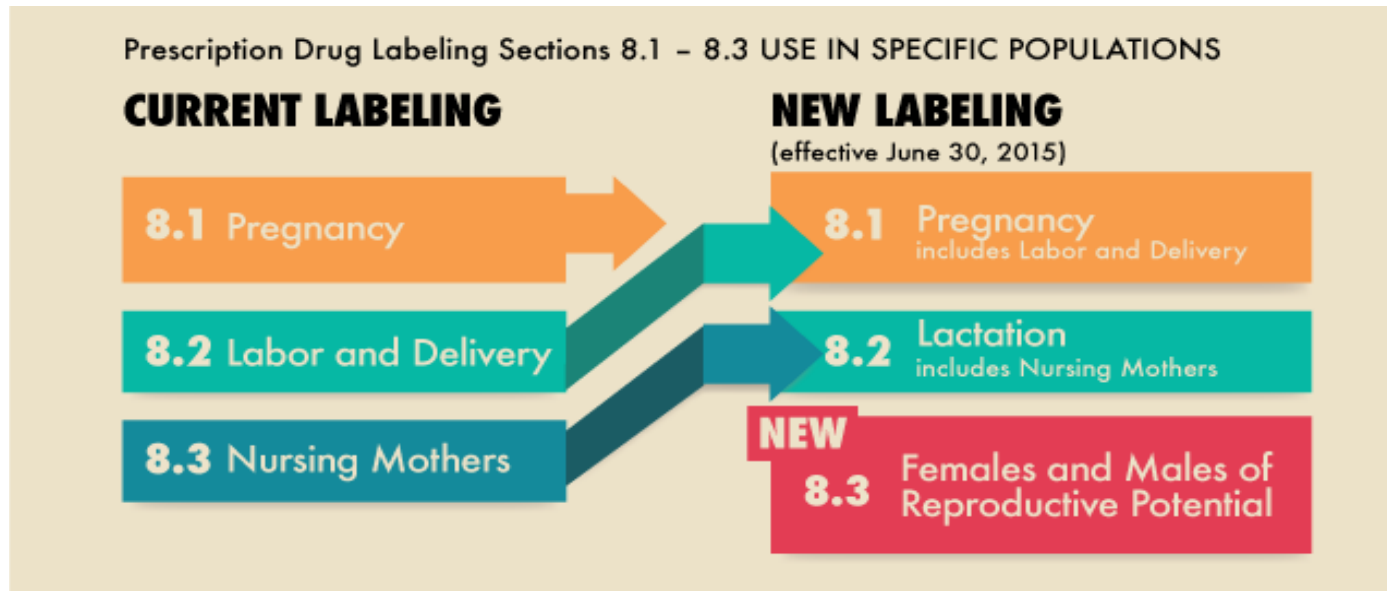 Prescription Drug Labeling Sections 8.1 – 8.3 USE IN SPECIFIC POPULATIONS
CURRENT LABELING
8.1 Pregnancy
8.2 Labor and Delivery
8.3 Nursing Mothers
NEW LABELING
(effective June 30, 2015)
8.1 Pregnancy
includes Labor and Delivery
8.2 Lactation
includes Nursing Mothers
NEW
8.3 Females and Males of
Reproductive Potential